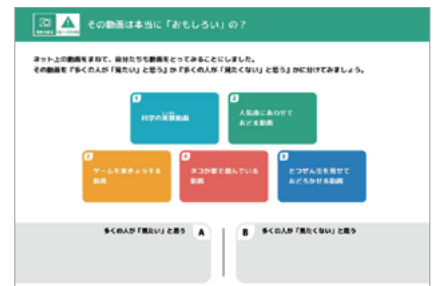 その動画は本当に「おもしろい」の？
ネット上の動画をまねて、自分たちも動画をとってみることにしました。
その動画を「多くの人が「見たい」と思う」か「多くの人が「見たくない」と思う」かに分けてみましょう。
1
科学の実験動画
2
人気曲にあわせて
おどる動画
3
ゲームを実きょうする
動画
4
ネコが家で遊んでいる
動画
5
とつぜん虫を見せて
おどろかせる動画
多くの人が「見たい」と思う A
B 多くの人が「見たくない」と思う